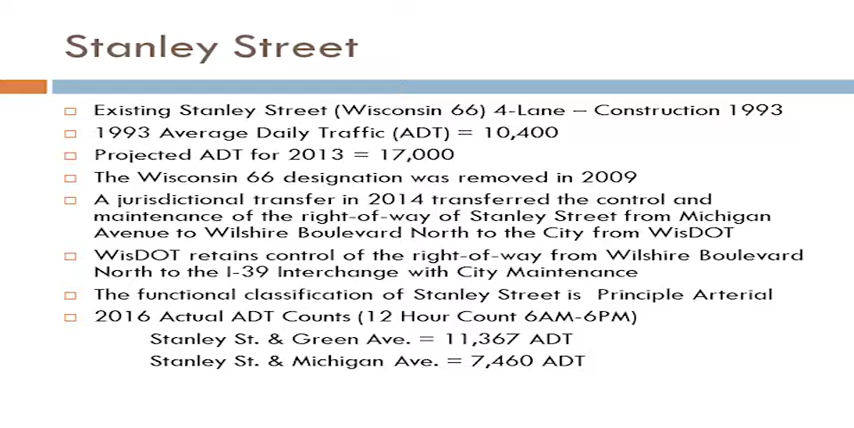 Stanley Street
Existing Stanley Street (Wisconsin 66) 4-Lane – Construction 1993
1993 Average Daily Traffic (ADT) = 10,400
Projected ADT for 2013 = 17,000
The Wisconsin 66 designation was removed in 2009
A jurisdictional transfer in 2014 transferred the control and
maintenance of the right-of-way of Stanley Street from Michigan
Avenue to Wilshire Boulevard North to the City from WisDOT
WisDOT retains control of the right-of-way from Wilshire Boulevard
North to the I-39 Interchange with City Maintenance
The functional classification of Stanley Street is Principle Arterial
2016 Actual ADT Counts (12 Hour Count 6AM-6PM)
Stanley St. & Green Ave. = 11,367 ADT
Stanley St. & Michigan Ave. = 7,460 ADT